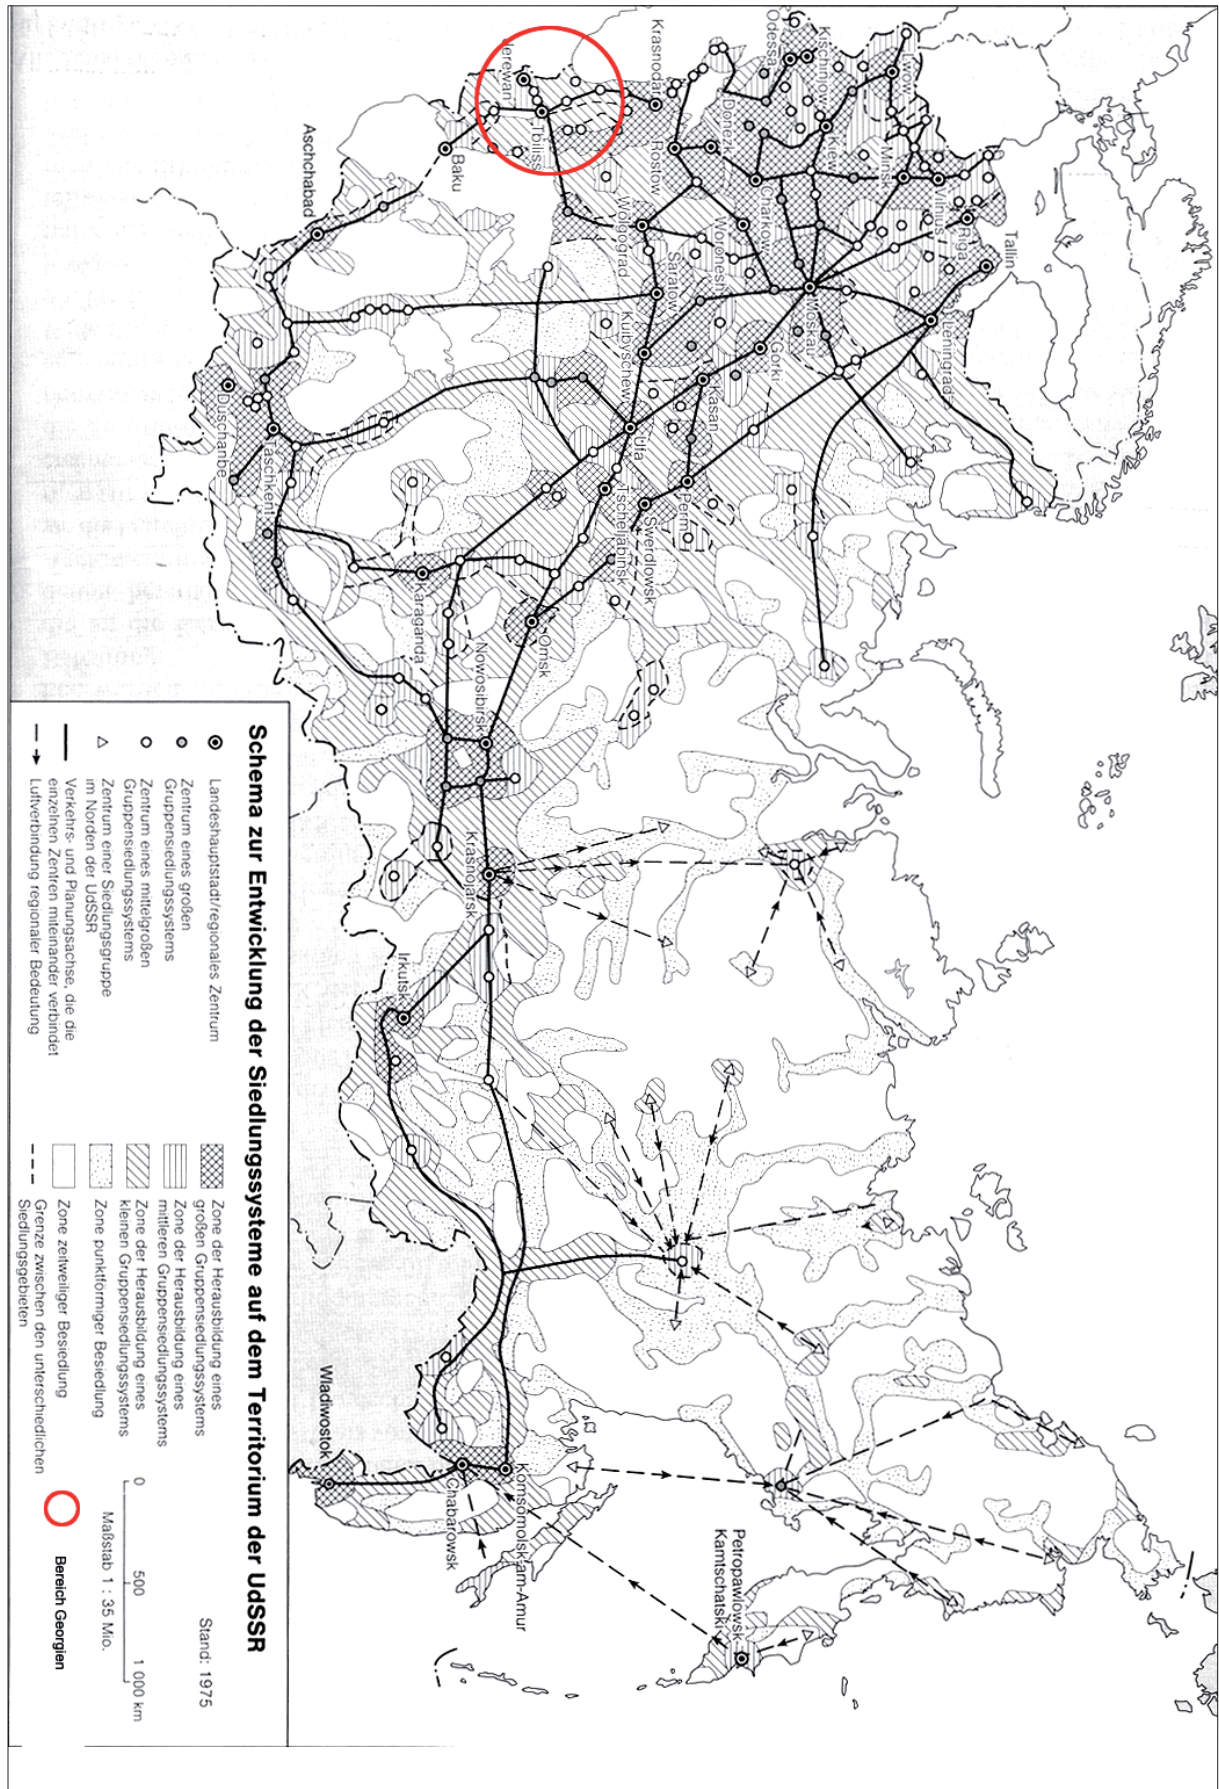 Schema zur Entwicklung der Siedlungssysteme auf dem Territorium der UdSSR
Stand: 1975
Landeshauptstadt/regionales Zentrum
Zentrum eines großen
Gruppensiedlungssystems
Zentrum eines mittelgroßen
Gruppensiedlungssystems
Zentrum einer Siedlungsgruppe
im Norden der UdSSR
Verkehrs- und Planungsachse, die die
einzelnen Zentren miteinander verbindet
Luftverbindung regionaler Bedeutung
Zone der Herausbildung eines
großen Gruppensiedlungssystems
Zone der Herausbildung eines
mittleren Gruppensiedlungssystems
Zone der Herausbildung eines
kleinen Gruppensiedlungssystems
Zone punktförmiger Besiedlung
Zone zeitweiliger Besiedlung
Grenze zwischen den unterschiedlichen
Siedlungsgebieten
0 500 1 000 km
Maßstab 1 : 35 Mio.
Bereich Georgien
Tallin
Riga
Leningrad
Vilnius
Minsk
Lwow
Kiew
Kischinjow
Odessa
Moskau
Gorki
Charkow
Woronesh
Donezk
Rostow
Krasnodar
Wolgograd
Saratow
Kuibyschew
Kasan
Ufa
Perm
Swerdlowsk
Tscheljabinsk
Tbilissi
Jerewan
Baku
Aschchabad
Duschanbe
Taschkent
Karaganda
Omsk
Nowosibirsk
Krasnojarsk
Irkutsk
Wladiwostok
Chabarowsk
Komsomolsk-am-Amur
Petropawlowsk
Kamtschatski